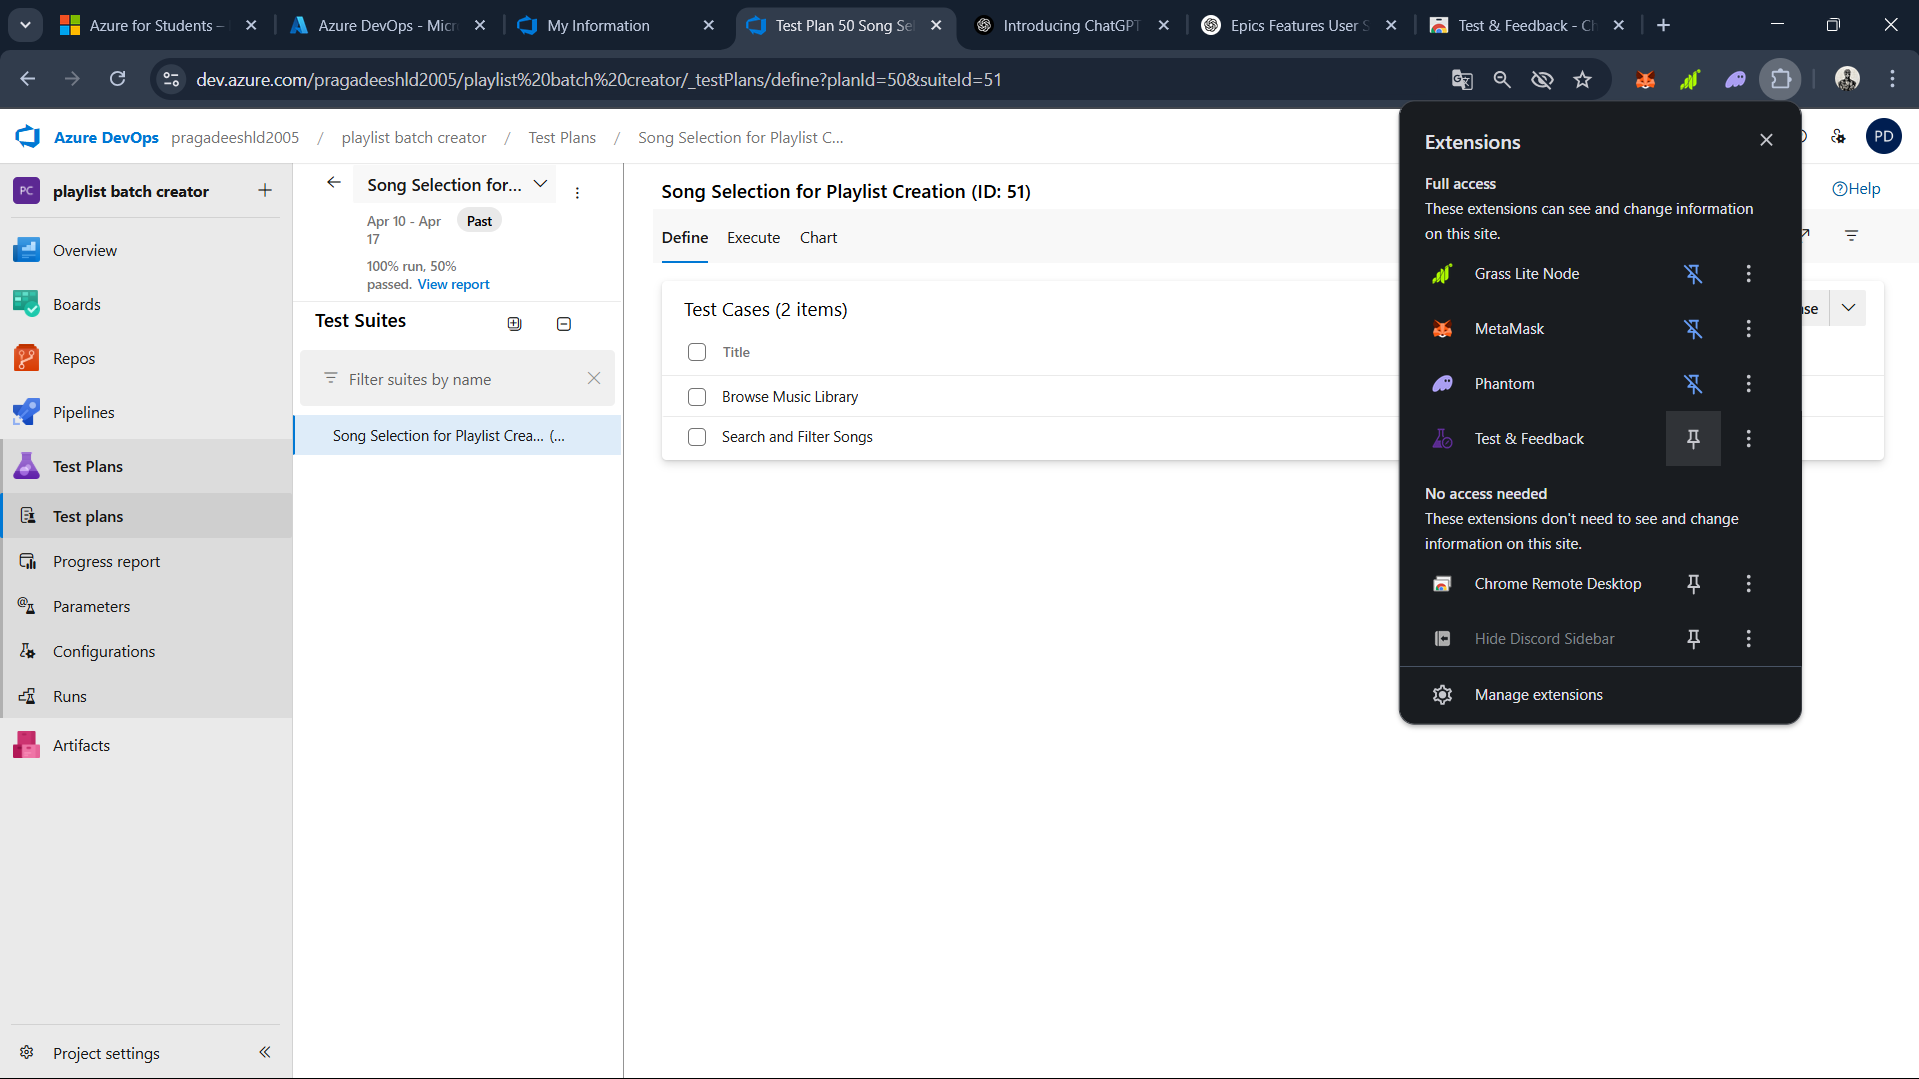 Azure for Students –
Azure DevOps - Micr
My Information
Test Plan 50 Song Sel
Introducing ChatGPT
Epics Features User S
Test & Feedback - Ch
dev.azure.com/pragadeeshld2005/playlist%20batch%20creator/_testPlans/define?planId=50&suiteId=51
Azure DevOps pragadeeshld2005 / playlist batch creator / Test Plans / Song Selection for Playlist C...
PD
PC playlist batch creator
Overview
Boards
Repos
Pipelines
Test Plans
Test plans
Progress report
Parameters
Configurations
Runs
Artifacts
Project settings
Song Selection for...
Apr 10 - Apr
17
Past
100% run, 50%
passed. View report
Test Suites
Filter suites by name
Song Selection for Playlist Crea... (...
Song Selection for Playlist Creation (ID: 51)
Help
Define Execute Chart
Test Cases (2 items)
Title
Browse Music Library
Search and Filter Songs
Extensions
Full access
These extensions can see and change information
on this site.
Grass Lite Node
MetaMask
Phantom
Test & Feedback
No access needed
These extensions don't need to see and change
information on this site.
Chrome Remote Desktop
Hide Discord Sidebar
Manage extensions